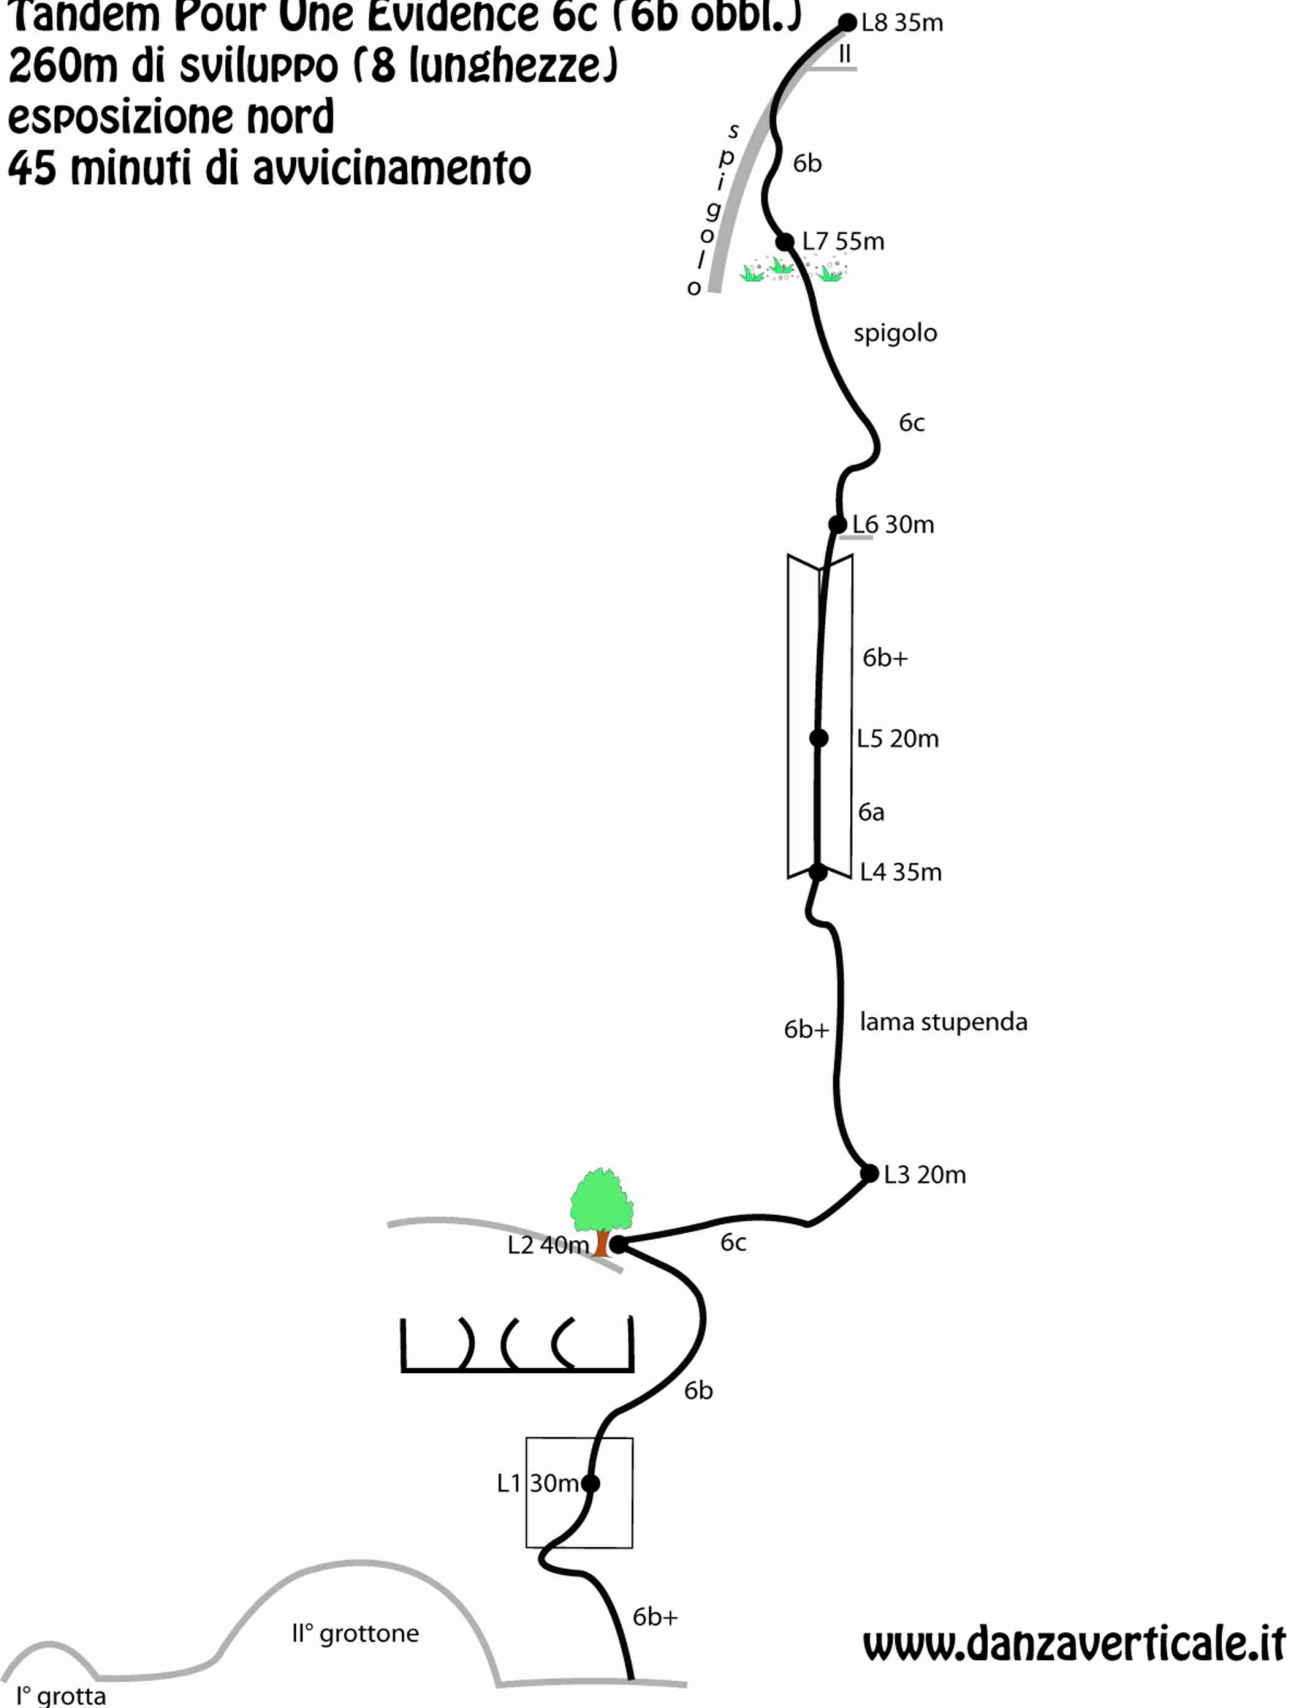 Tandem Pour One Evidence 6c (6b obbl.)
260m di sviluppo (8 lunghezze)
esposizione nord
45 minuti di avvicinamento
L8 35m
II
spigolo
6b
L7 55m
spigolo
6c
L6 30m
6b+
L5 20m
6a
L4 35m
6b+ lama stupenda
L3 20m
L2 40m
6c
6b
L1 30m
6b+
II° grottone
www.danzaverticale.it
I° grotta